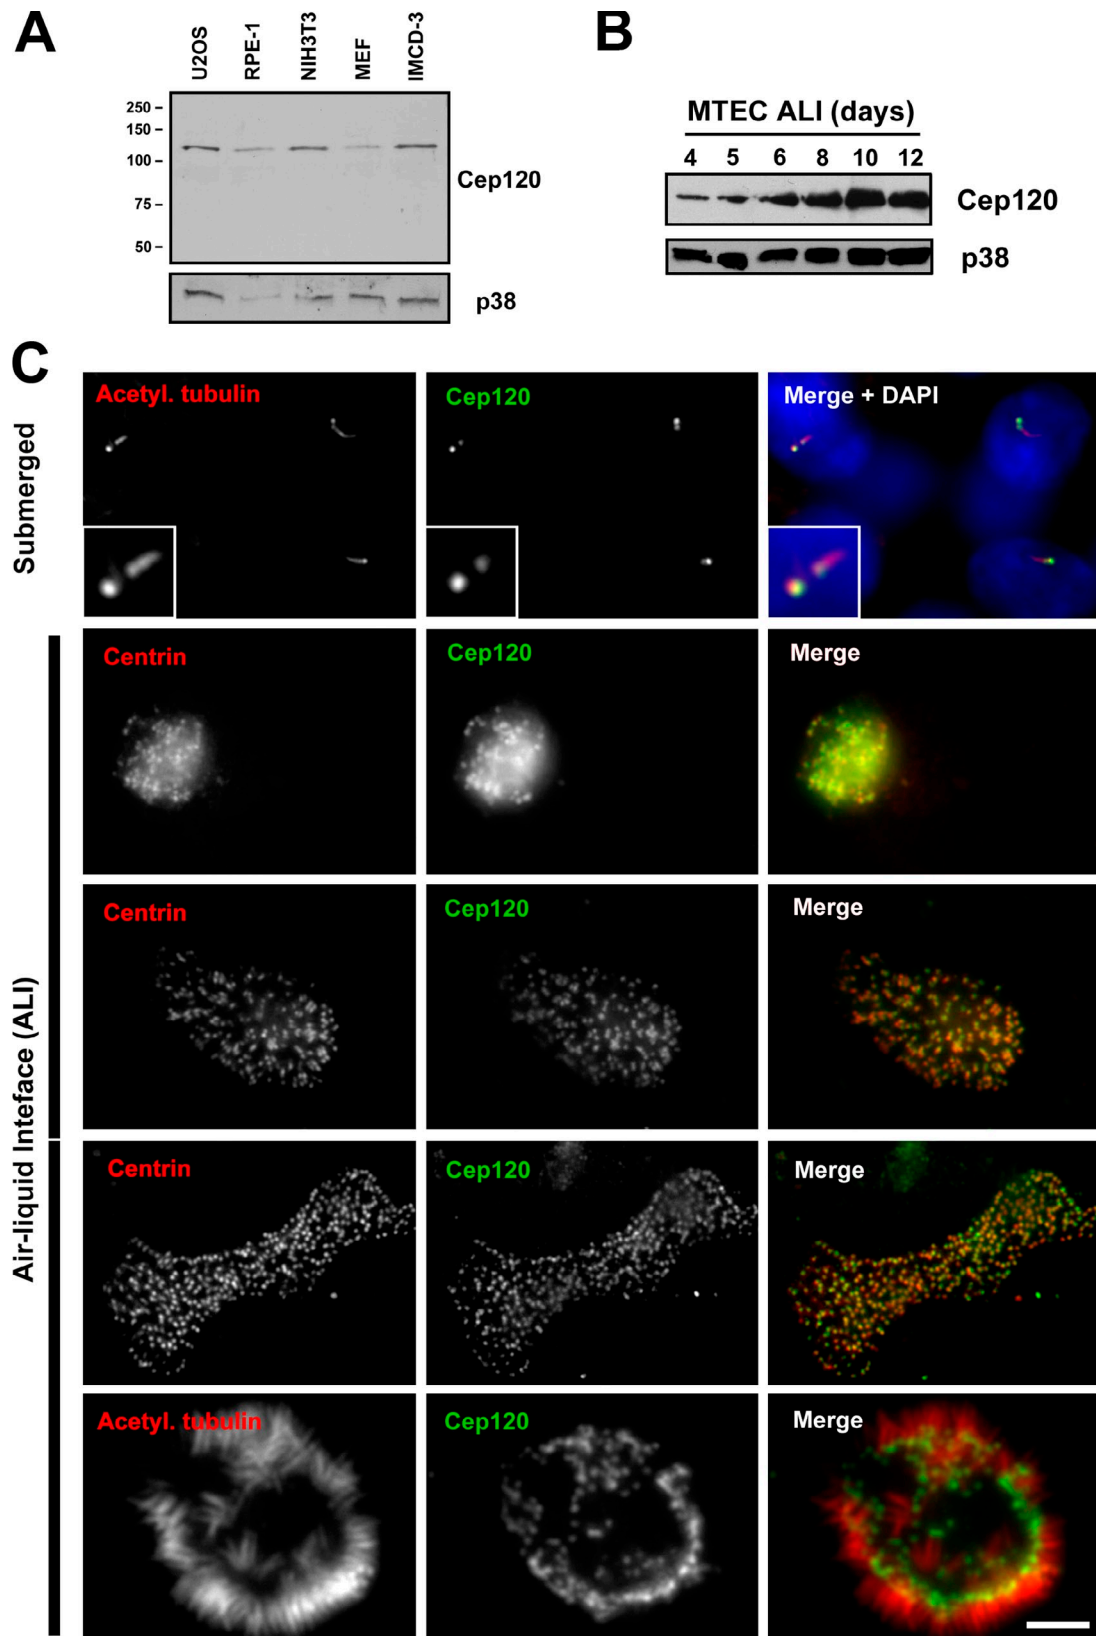 A
U2OS
RPE-1
NIH3T3
MEF
IMCD-3
250 –
150 –
100 –
75 –
50 –
Cep120
p38
B
MTEC ALI (days)
4 5 6 8 10 12
Cep120
p38
C
Submerged
Acetyl. tubulin
Cep120
Merge + DAPI
Air-liquid Inteface (ALI)
Centrin
Cep120
Merge
Centrin
Cep120
Merge
Centrin
Cep120
Merge
Acetyl. tubulin
Cep120
Merge